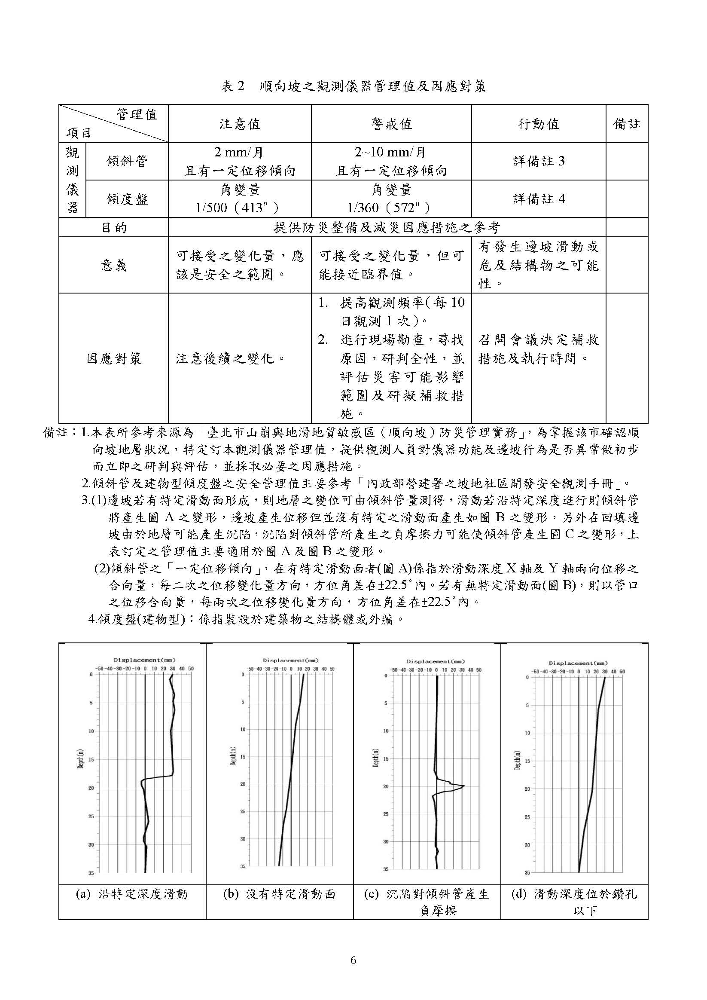 表 2　順向坡之觀測儀器管理值及因應對策
管理值
項目
注意值
警戒值
行動值
備註
觀測儀器
傾斜管
2 mm/月
且有一定位移傾向
2~10 mm/月
且有一定位移傾向
詳備註 3
傾度盤
角變量
1/500（413"）
角變量
1/360（572"）
詳備註 4
目的
提供防災整備及減災因應措施之參考
意義
可接受之變化量，應
該是安全之範圍。
可接受之變化量，但可
能接近臨界值。
有發生邊坡滑動或
危及結構物之可能
性。
因應對策
注意後續之變化。
1. 提高觀測頻率(每 10
日觀測 1 次)。
2. 進行現場勘查，尋找
原因，研判全性，並
評估災害可能影響
範圍及研擬補救措
施。
召開會議決定補救
措施及執行時間。
備註：1.本表所參考來源為「臺北市山崩與地滑地質敏感區（順向坡）防災管理實務」，為掌握該市確認順
向坡地層狀況，特定訂本觀測儀器管理值，提供觀測人員對儀器功能及邊坡行為是否異常做初步
而立即之研判與評估，並採取必要之因應措施。
2.傾斜管及建物型傾度盤之安全管理值主要參考「內政部營建署之坡地社區開發安全觀測手冊」。
3.(1)邊坡若有特定滑動面形成，則地層之變位可由傾斜管量測得，滑動若沿特定深度進行則傾斜管
將產生圖 A 之變形，邊坡產生位移但並沒有特定之滑動面產生如圖 B 之變形，另外在回填邊
坡由於地層可能產生沉陷，沉陷對傾斜管所產生之負摩擦力可能使傾斜管產生圖 C 之變形，上
表訂定之管理值主要適用於圖 A 及圖 B 之變形。
(2)傾斜管之「一定位移傾向」，在有特定滑動面者(圖 A)係指於滑動深度 X 軸及 Y 軸兩向位移之
合向量，每二次之位移變化量方向，方位角差在±22.5°內。若有無特定滑動面(圖 B)，則以管口
之位移合向量，每兩次之位移變化量方向，方位角差在±22.5°內。
4.傾度盤(建物型)：係指裝設於建築物之結構體或外牆。
Displacement(mm)
-50 -40 -30 -20 -10 0 10 20 30 40 50
0
5
10
15
20
25
30
35
Depth(m)
Displacement(mm)
-50 -40 -30 -20 -10 0 10 20 30 40 50
0
5
10
15
20
25
30
35
Depth(m)
Displacement(mm)
-50 -40 -30 -20 -10 0 10 20 30 40 50
0
5
10
15
20
25
30
35
Depth(m)
Displacement(mm)
-50 -40 -30 -20 -10 0 10 20 30 40 50
0
5
10
15
20
25
30
35
Depth(m)
(a) 沿特定深度滑動
(b) 沒有特定滑動面
(c) 沉陷對傾斜管產生
負摩擦
(d) 滑動深度位於鑽孔
以下
6